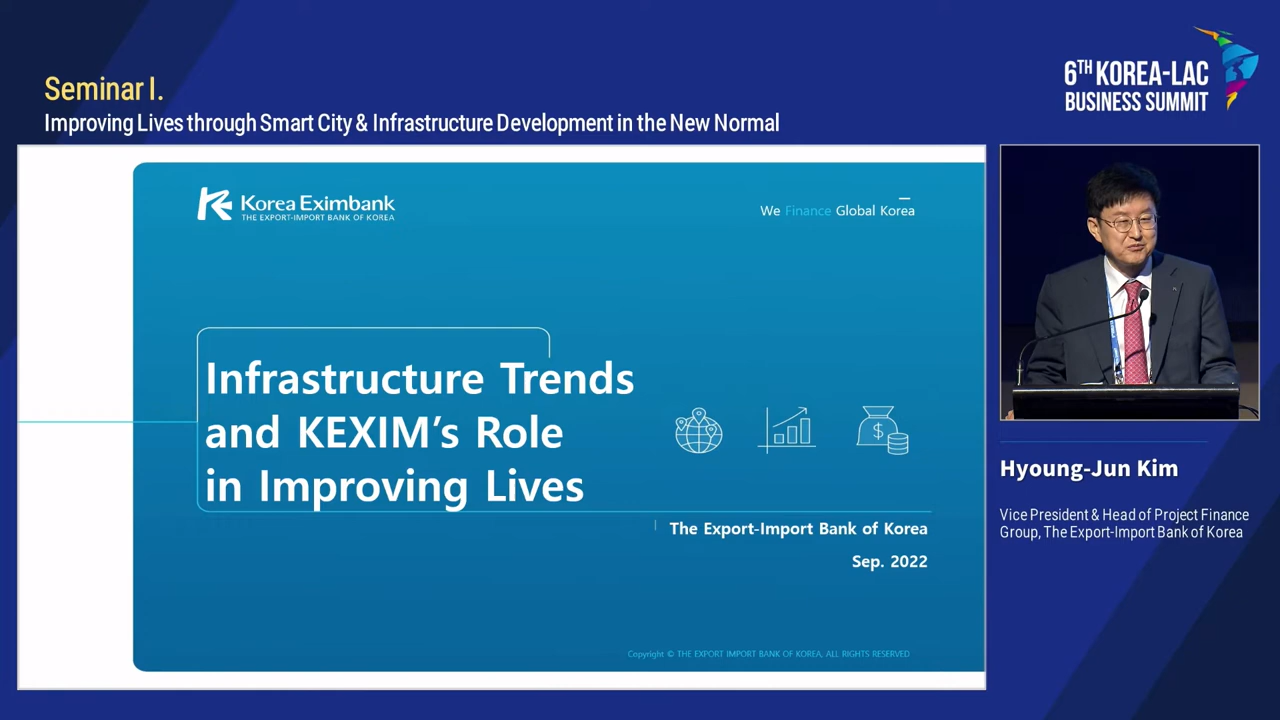 Seminar I.
Improving Lives through Smart City & Infrastructure Development in the New Normal
6TH KOREA-LAC
BUSINESS SUMMIT
Korea Eximbank
THE EXPORT-IMPORT BANK OF KOREA
We Finance Global Korea
Infrastructure Trends
and KEXIM's Role
in Improving Lives
$
The Export-Import Bank of Korea
Sep. 2022
Copyright © THE EXPORT IMPORT BANK OF KOREA, ALL RIGHTS RESERVED
Hyoung-Jun Kim
Vice President & Head of Project Finance
Group, The Export-Import Bank of Korea